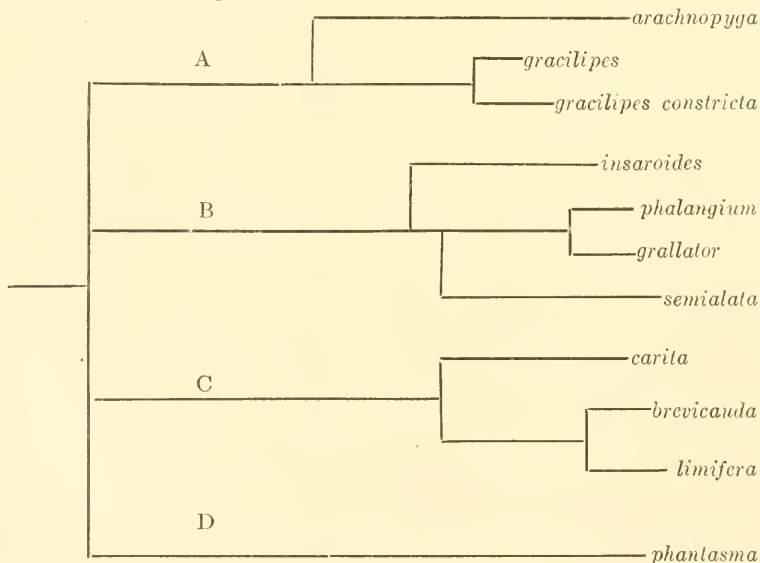 arachnopyga
A
gracilipes
gracilipes constricta
insaroides
B
phalangium
grallator
semialata
carita
C
brevicauda
limifera
D
phantasma